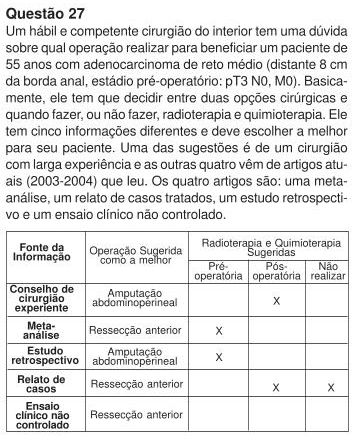 Questão 27
Um hábil e competente cirurgião do interior tem uma dúvida
sobre qual operação realizar para beneficiar um paciente de
55 anos com adenocarcinoma de reto médio (distante 8 cm
da borda anal, estádio pré-operatório: pT3 N0, M0). Basica-
mente, ele tem que decidir entre duas opções cirúrgicas e
quando fazer, ou não fazer, radioterapia e quimioterapia. Ele
tem cinco informações diferentes e deve escolher a melhor
para seu paciente. Uma das sugestões é de um cirurgião
com larga experiência e as outras quatro vêm de artigos atu-
ais (2003-2004) que leu. Os quatro artigos são: uma meta-
análise, um relato de casos tratados, um estudo retrospecti-
vo e um ensaio clínico não controlado.
Fonte da Informação Operação Sugerida como a melhor Radioterapia e Quimioterapia Sugeridas
Pré-operatória Pós-operatória Não realizar
Conselho de cirurgião experiente Amputação abdominoperineal X
Meta-análise Ressecção anterior X
Estudo retrospectivo Amputação abdominoperineal X
Relato de casos Ressecção anterior X X
Ensaio clínico não controlado Ressecção anterior